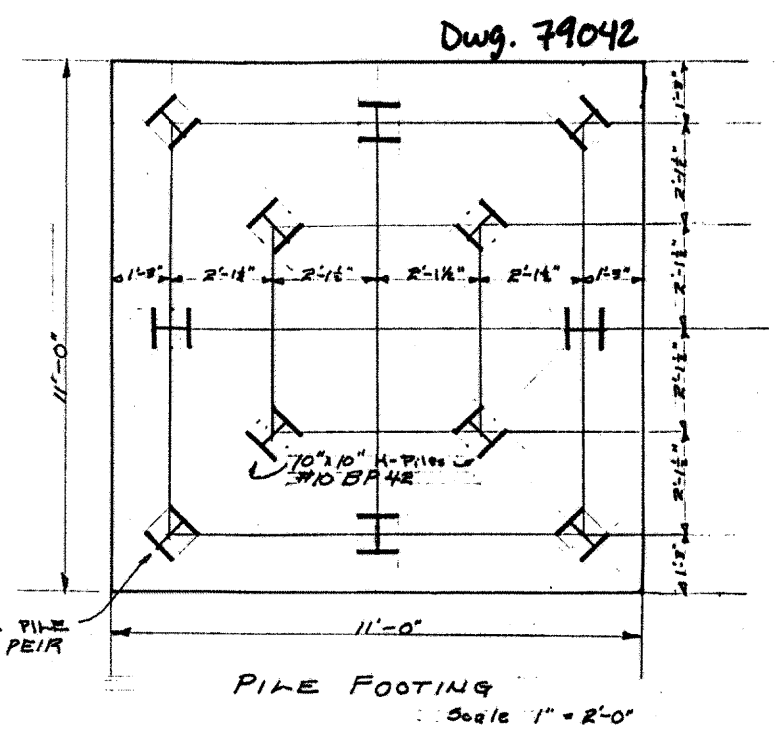 Dwg. 79042
1'-3"
2'-1½"
2'-1½"
2'-1½"
2'-1½"
1'-3"
1'-3" 2'-1½" 2'-1½" 2'-1½" 2'-1½" 1'-3"
11'-0"
10"x10" H-Piles
#10 BP 42
PILE
PEIR
11'-0"
PILE FOOTING
Scale 1" = 2'-0"